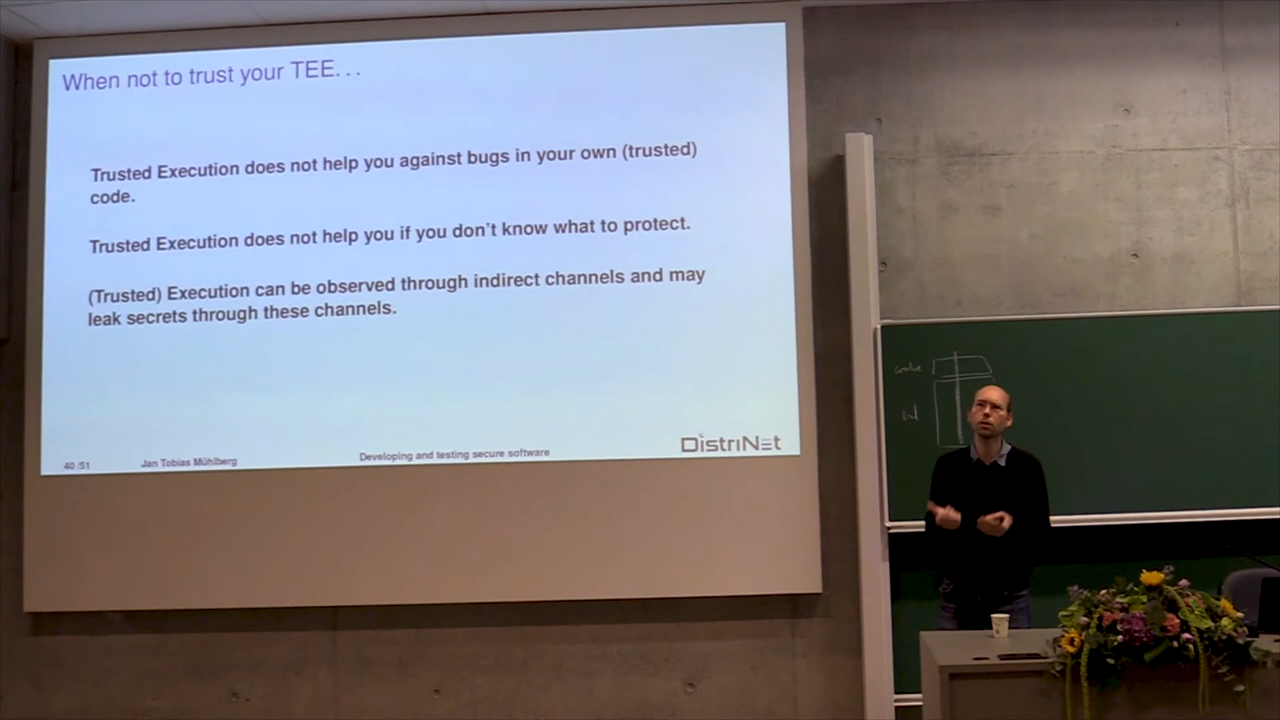 When not to trust your TEE...
Trusted Execution does not help you against bugs in your own (trusted)
code.
Trusted Execution does not help you if you don't know what to protect.
(Trusted) Execution can be observed through indirect channels and may
leak secrets through these channels.
40 /51 Jan Tobias Mühlberg Developing and testing secure software DistriNet